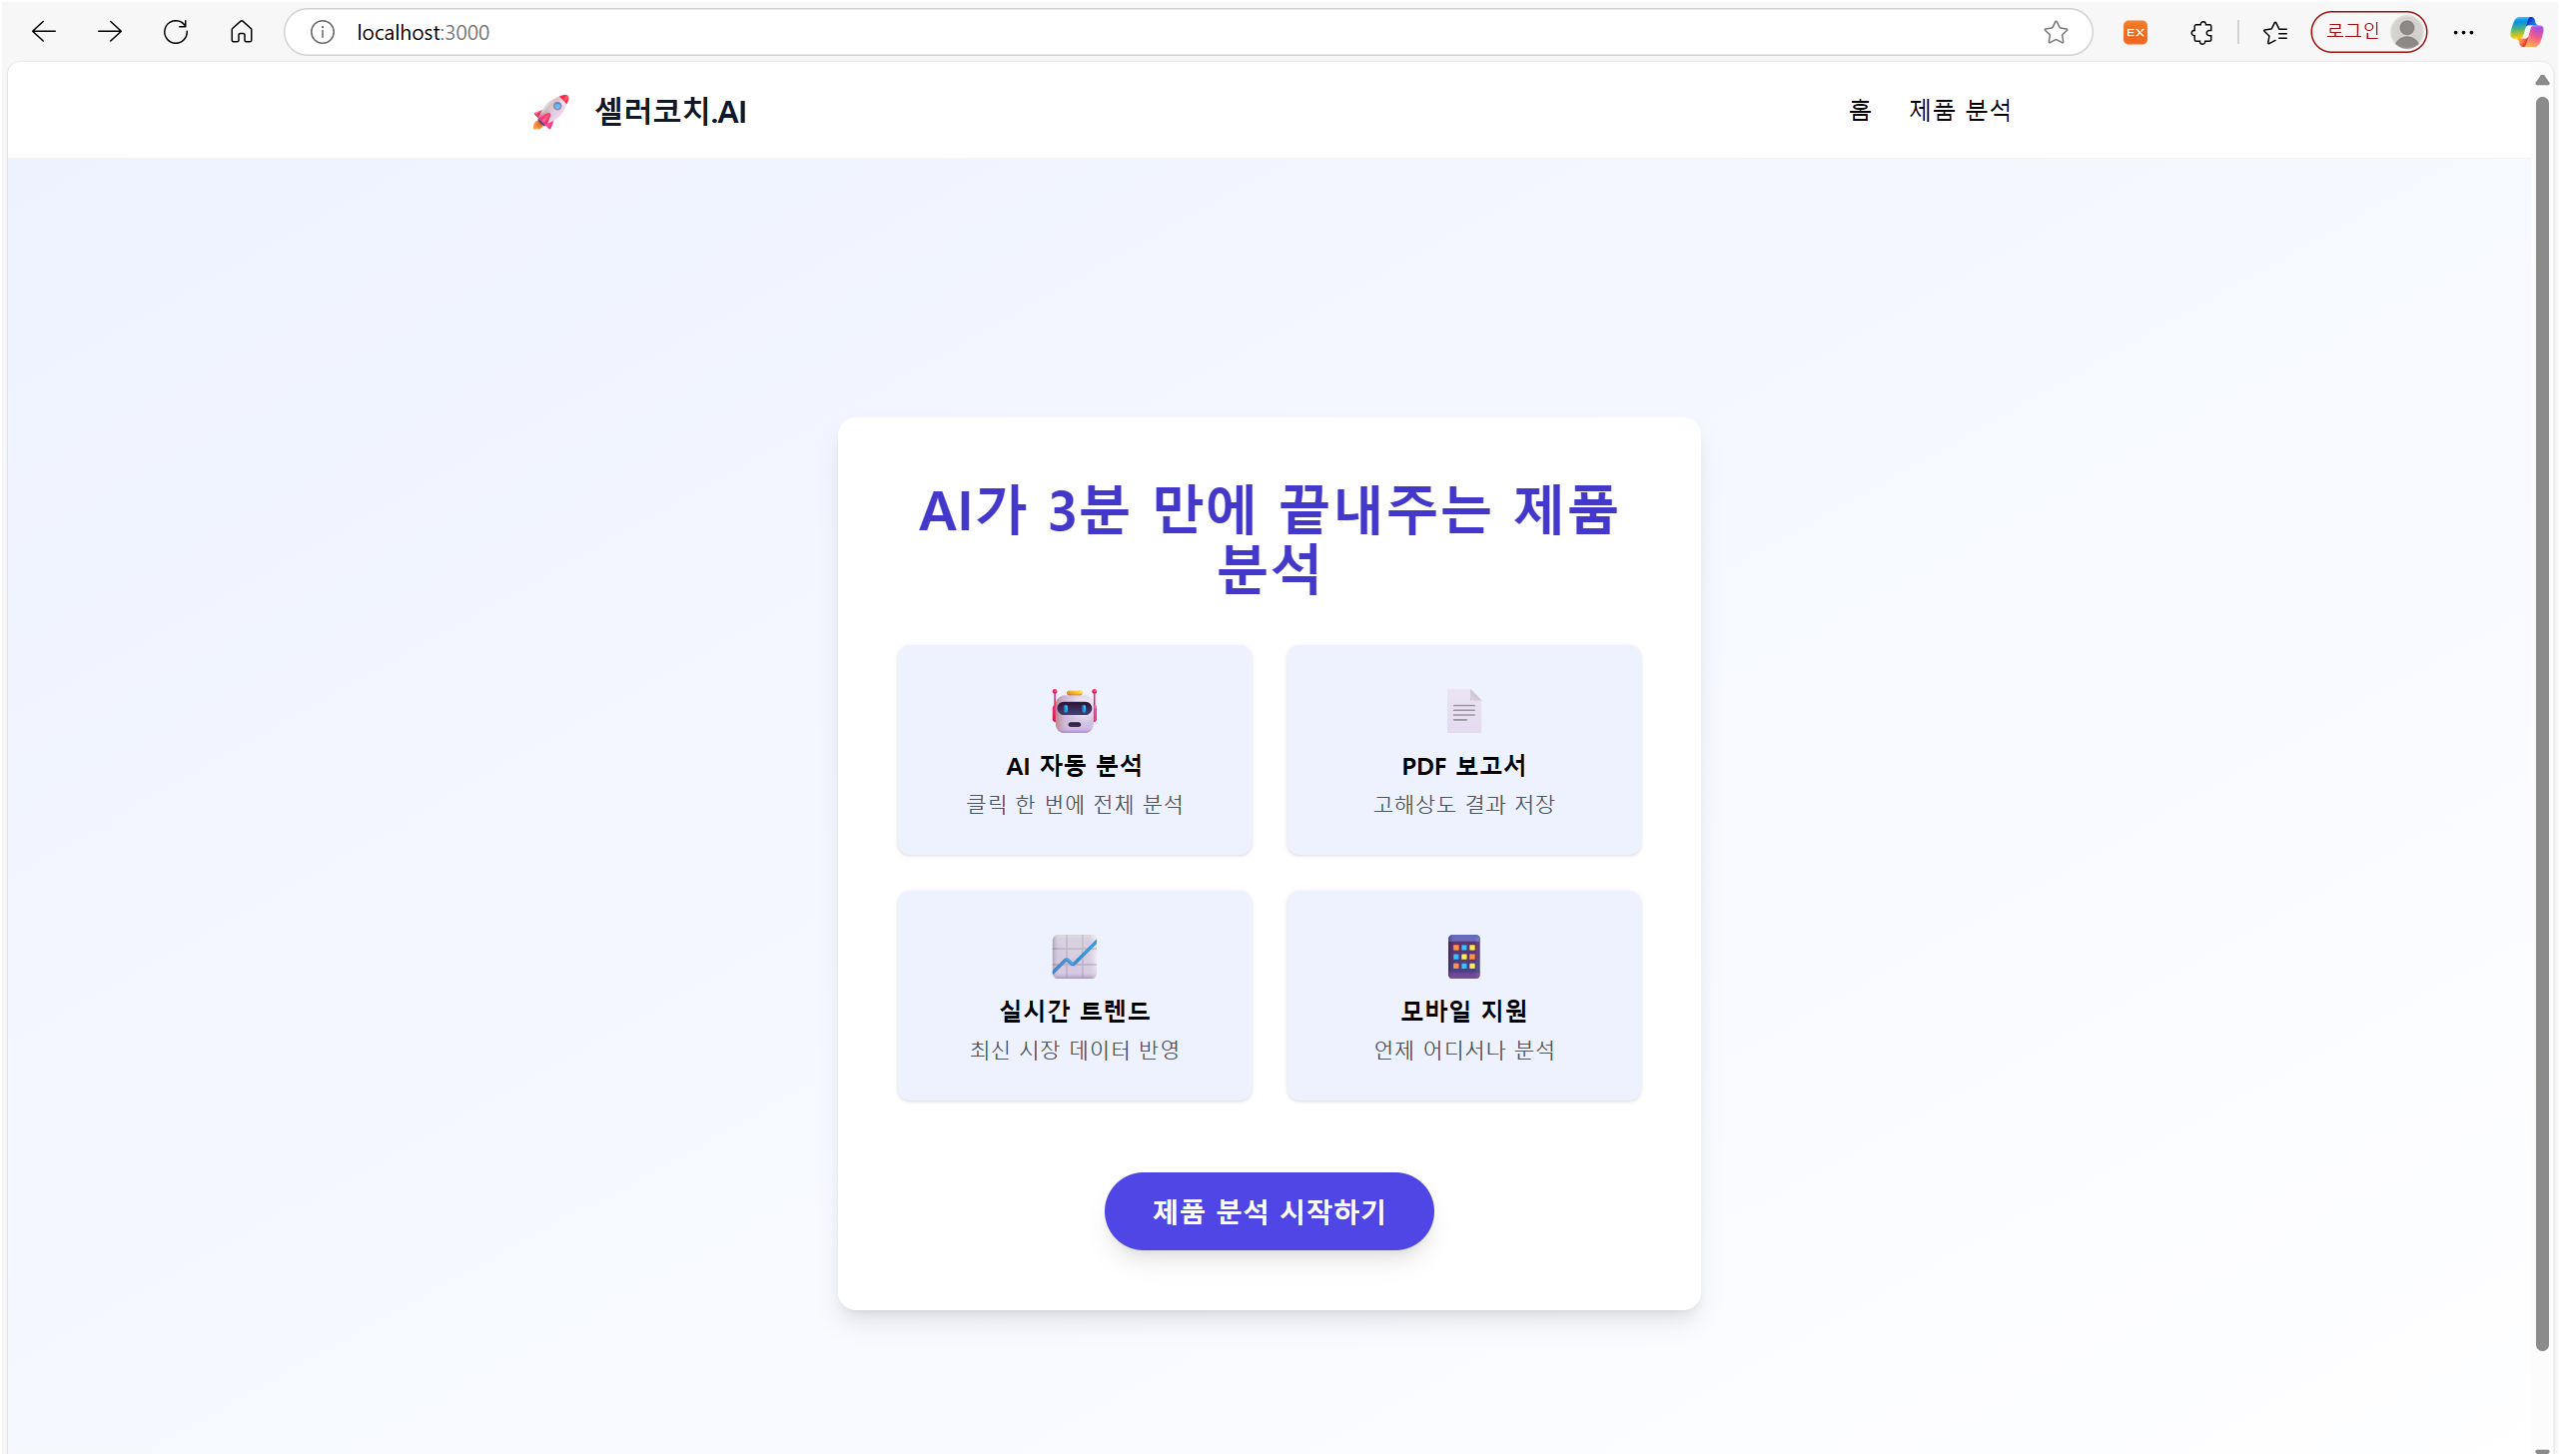 localhost:3000
EX
로그인
셀러코치.AI
홈 제품 분석
AI가 3분 만에 끝내주는 제품
분석
AI 자동 분석
클릭 한 번에 전체 분석
PDF 보고서
고해상도 결과 저장
실시간 트렌드
최신 시장 데이터 반영
모바일 지원
언제 어디서나 분석
제품 분석 시작하기